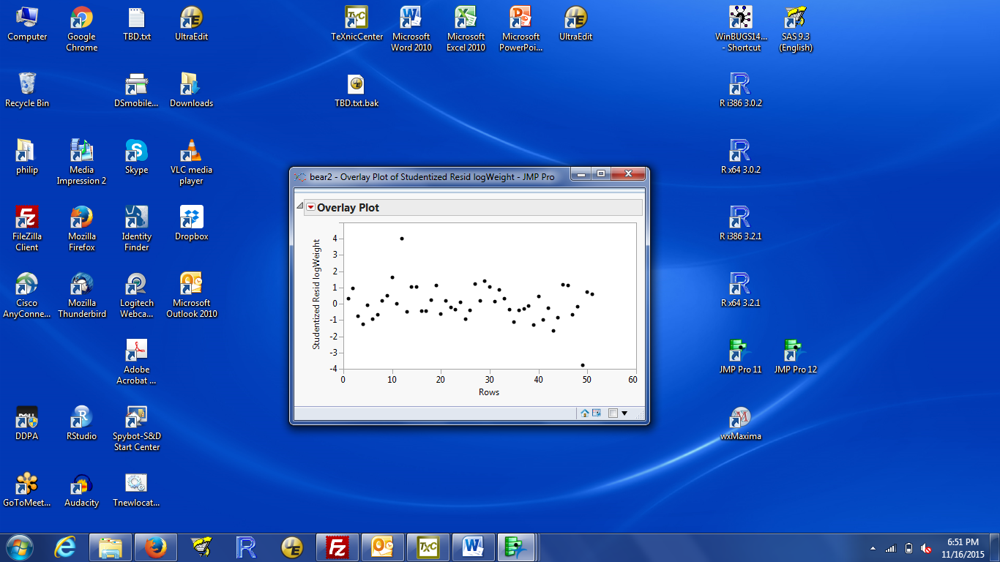 Computer
Google
Chrome
TBD.txt
UltraEdit
TeXnicCenter
Microsoft
Word 2010
Microsoft
Excel 2010
Microsoft
PowerPoi...
UltraEdit
WinBUGS14...
- Shortcut
SAS 9.3
(English)
Recycle Bin
DSmobile...
Downloads
TBD.txt.bak
R i386 3.0.2
philip
Media
Impression 2
Skype
VLC media
player
R x64 3.0.2
bear2 - Overlay Plot of Studentized Resid logWeight - JMP Pro
Overlay Plot
Studentized Resid logWeight
4
3
2
1
0
-1
-2
-3
-4
0 10 20 30 40 50 60
Rows
FileZilla
Client
Mozilla
Firefox
Identity
Finder
Dropbox
R i386 3.2.1
Cisco
AnyConne...
Mozilla
Thunderbird
Logitech
Webca...
Microsoft
Outlook 2010
R x64 3.2.1
Adobe
Acrobat ...
JMP Pro 11
JMP Pro 12
DDPA
RStudio
Spybot-S&D
Start Center
wxMaxima
GoToMeet...
Audacity
Tnewlocat...
6:51 PM
11/16/2015